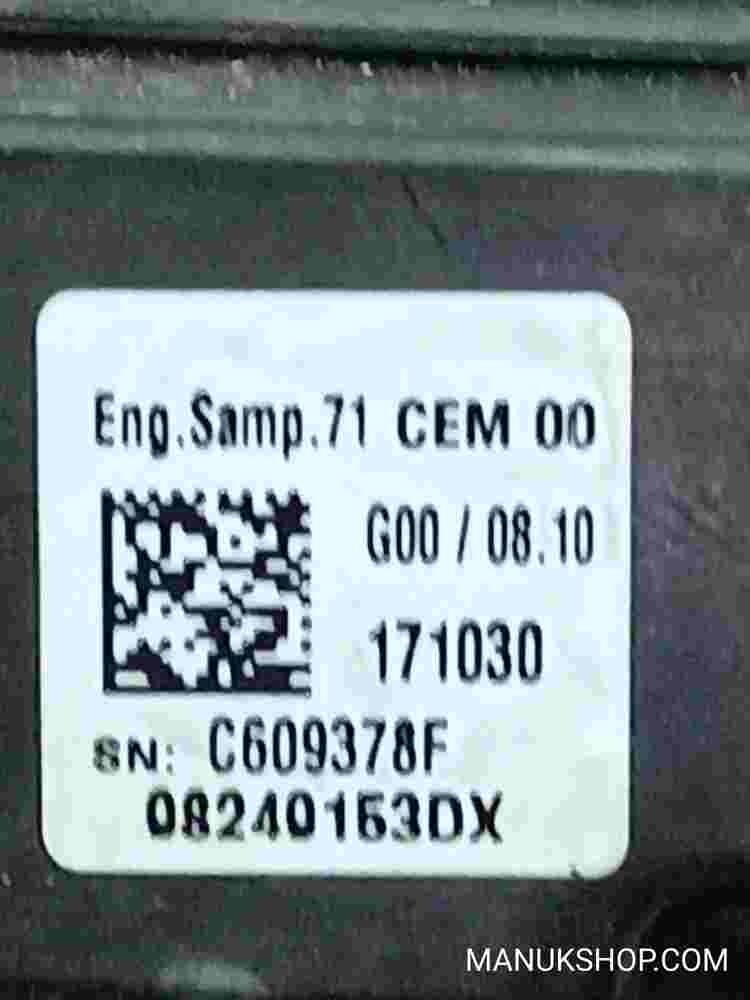 Eng.Samp.71 CEM 00
G00 / 08.10
171030
SN: C609378F
08240153DX
MANUKSHOP.COM